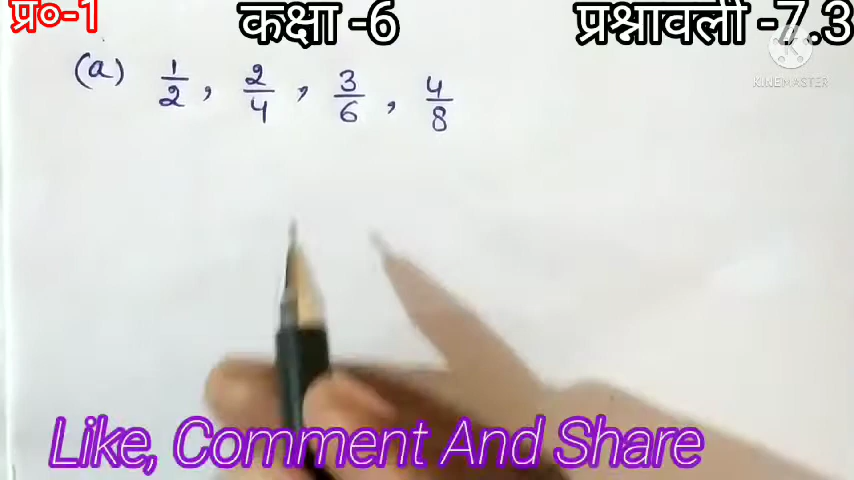 प्र०-1 कक्षा -6 प्रश्नावली -7.3
KINEMASTER
(a) 1/2 , 2/4 , 3/6 , 4/8
Like, Comment And Share